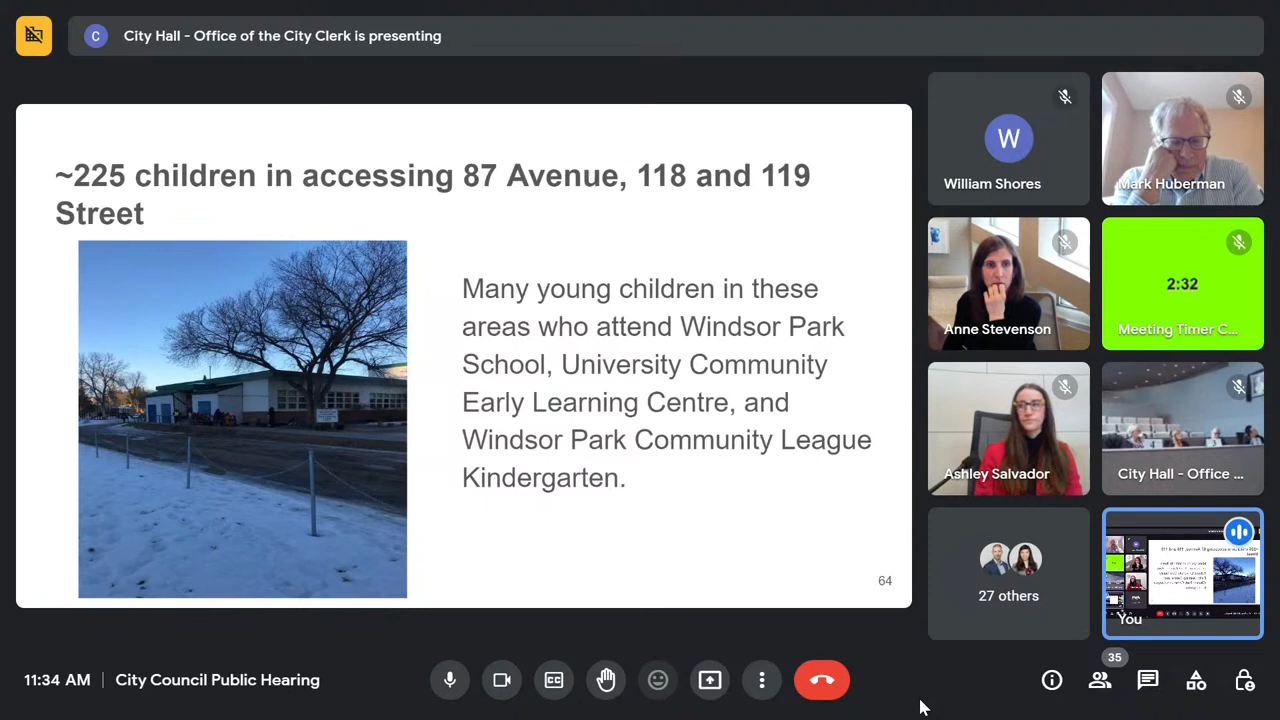 C
City Hall - Office of the City Clerk is presenting
~225 children in accessing 87 Avenue, 118 and 119
Street
Many young children in these
areas who attend Windsor Park
School, University Community
Early Learning Centre, and
Windsor Park Community League
Kindergarten.
64
W
William Shores
Mark Huberman
Anne Stevenson
2:32
Meeting Timer C...
Ashley Salvador
City Hall - Office ...
27 others
You
11:34 AM
City Council Public Hearing
CC
35